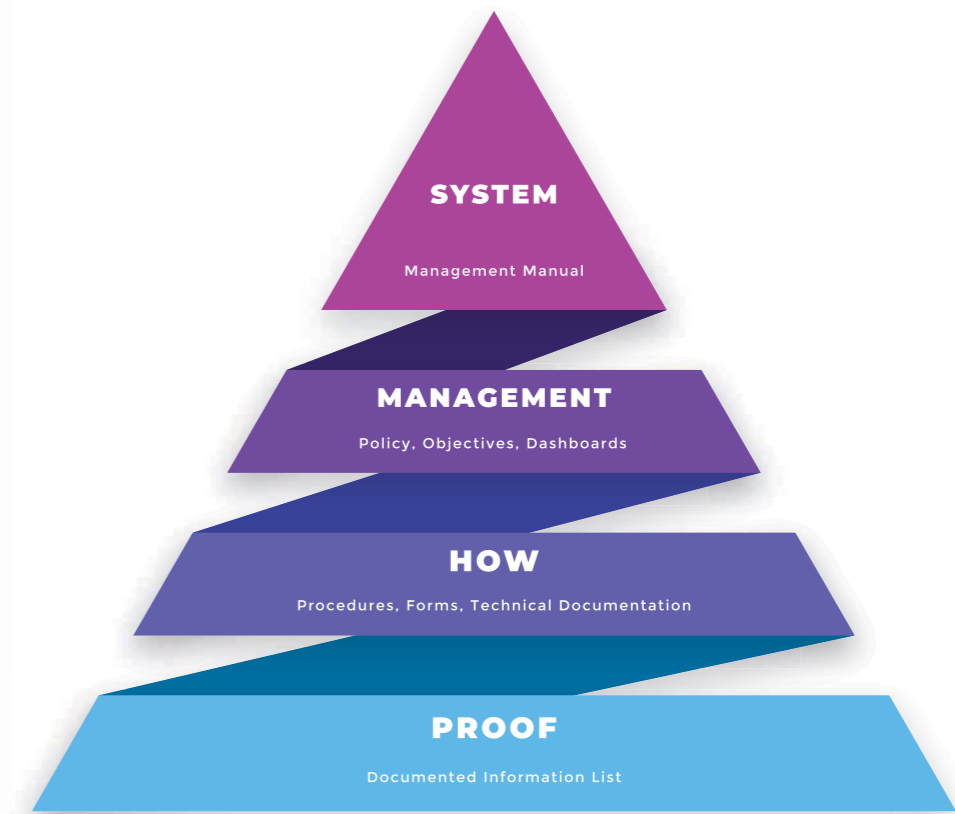 SYSTEM
Management Manual
MANAGEMENT
Policy, Objectives, Dashboards
HOW
Procedures, Forms, Technical Documentation
PROOF
Documented Information List